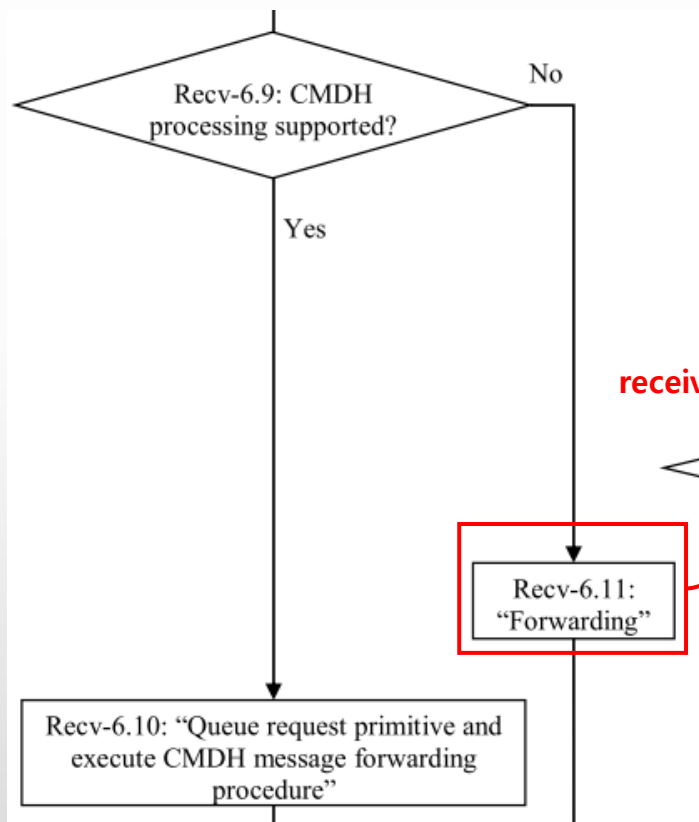 Recv-6.9: CMDH
processing supported?
No
Yes
Recv-6.11:
“Forwarding”
Recv-6.10: “Queue request primitive and
execute CMDH message forwarding
procedure”